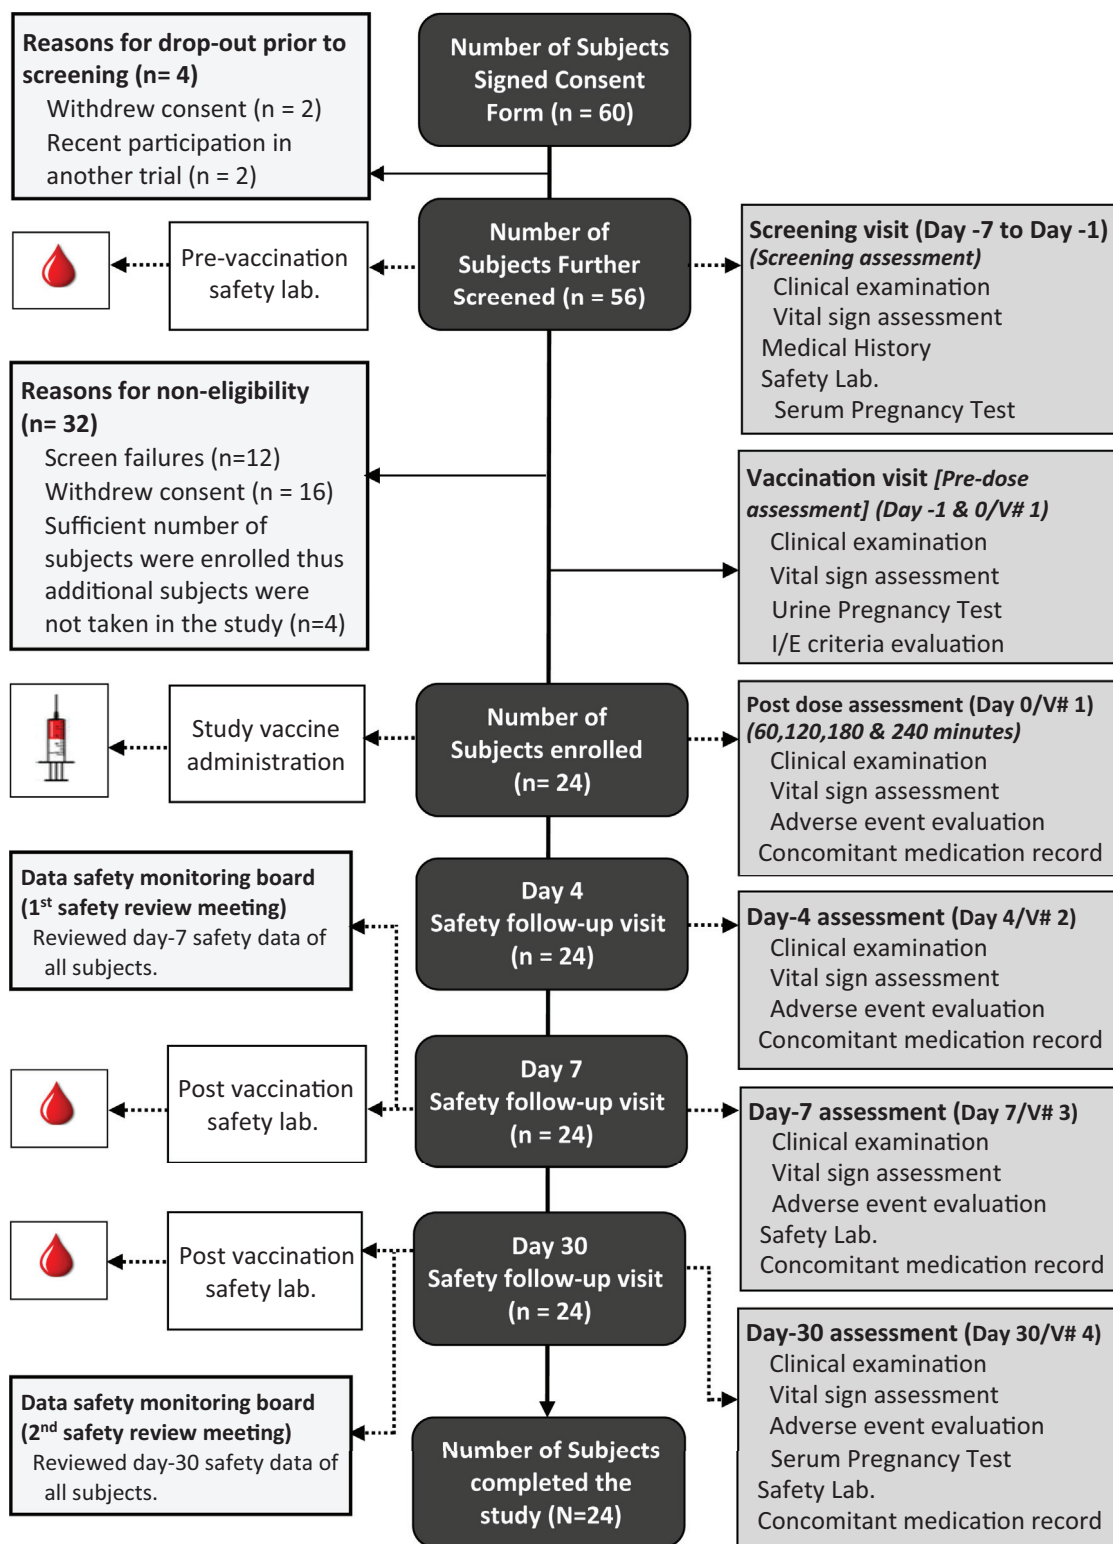 Reasons for drop-out prior to
screening (n= 4)
Withdrew consent (n = 2)
Recent participation in
another trial (n = 2)
Number of Subjects
Signed Consent
Form (n = 60)
Pre-vaccination
safety lab.
Number of
Subjects Further
Screened (n = 56)
Screening visit (Day -7 to Day -1)
(Screening assessment)
Clinical examination
Vital sign assessment
Medical History
Safety Lab.
Serum Pregnancy Test
Reasons for non-eligibility
(n= 32)
Screen failures (n=12)
Withdrew consent (n = 16)
Sufficient number of
subjects were enrolled thus
additional subjects were
not taken in the study (n=4)
Vaccination visit [Pre-dose
assessment] (Day -1 & 0/V# 1)
Clinical examination
Vital sign assessment
Urine Pregnancy Test
I/E criteria evaluation
Study vaccine
administration
Number of
Subjects enrolled
(n= 24)
Post dose assessment (Day 0/V# 1)
(60,120,180 & 240 minutes)
Clinical examination
Vital sign assessment
Adverse event evaluation
Concomitant medication record
Data safety monitoring board
(1st safety review meeting)
Reviewed day-7 safety data of
all subjects.
Day 4
Safety follow-up visit
(n = 24)
Day-4 assessment (Day 4/V# 2)
Clinical examination
Vital sign assessment
Adverse event evaluation
Concomitant medication record
Post vaccination
safety lab.
Day 7
Safety follow-up visit
(n = 24)
Day-7 assessment (Day 7/V# 3)
Clinical examination
Vital sign assessment
Adverse event evaluation
Safety Lab.
Concomitant medication record
Post vaccination
safety lab.
Day 30
Safety follow-up visit
(n = 24)
Day-30 assessment (Day 30/V# 4)
Clinical examination
Vital sign assessment
Adverse event evaluation
Serum Pregnancy Test
Safety Lab.
Concomitant medication record
Data safety monitoring board
(2nd safety review meeting)
Reviewed day-30 safety data of
all subjects.
Number of Subjects
completed the
study (N=24)